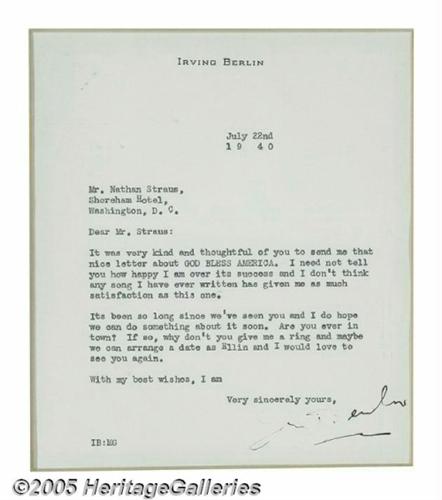 IRVING BERLIN
July 22nd
1 9 4 0
Mr. Nathan Straus,
Shoreham Hotel,
Washington, D. C.
Dear Mr. Straus:
It was very kind and thoughtful of you to send me that
nice letter about GOD BLESS AMERICA. I need not tell
you how happy I am over its success and I don't think
any song I have ever written has given me as much
satisfaction as this one.
Its been so long since we've seen you and I do hope
we can do something about it soon. Are you ever in
town? If so, why don't you give me a ring and maybe
we can arrange a date as Ellin and I would love to
see you again.
With my best wishes, I am
Very sincerely yours,
Berlin
IB:MG
©2005 HeritageGalleries